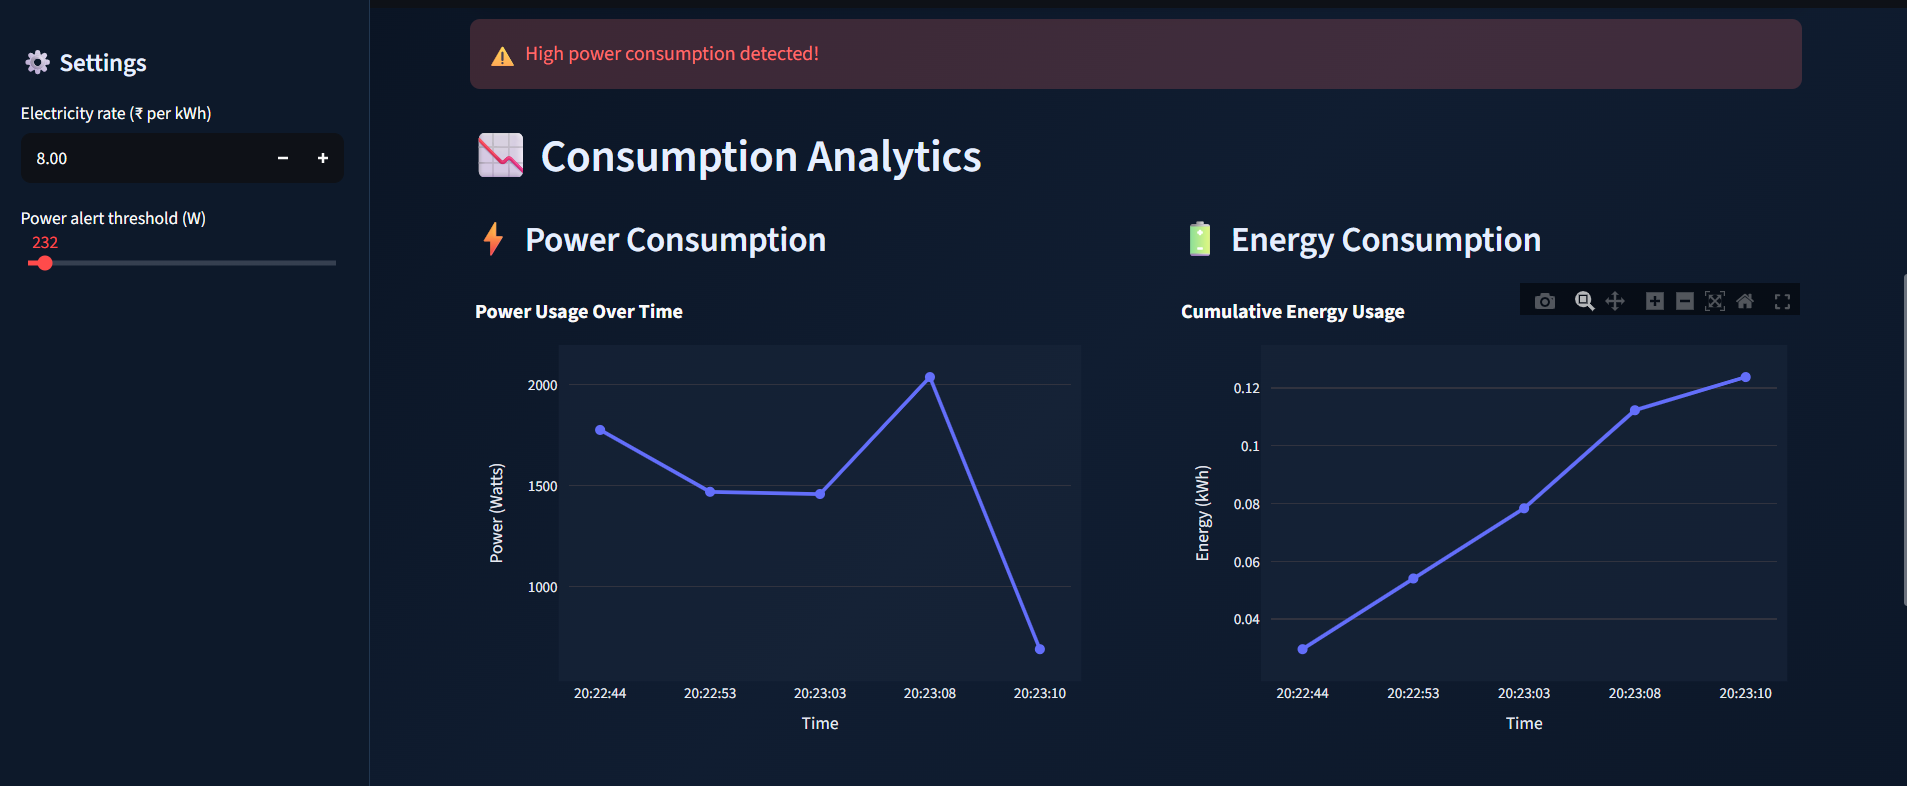 Settings
Electricity rate (₹ per kWh)
8.00
Power alert threshold (W)
232
High power consumption detected!
Consumption Analytics
Power Consumption
Power Usage Over Time
Power (Watts)
2000
1500
1000
20:22:44 20:22:53 20:23:03 20:23:08 20:23:10
Time
Energy Consumption
Cumulative Energy Usage
Energy (kWh)
0.12
0.1
0.08
0.06
0.04
20:22:44 20:22:53 20:23:03 20:23:08 20:23:10
Time